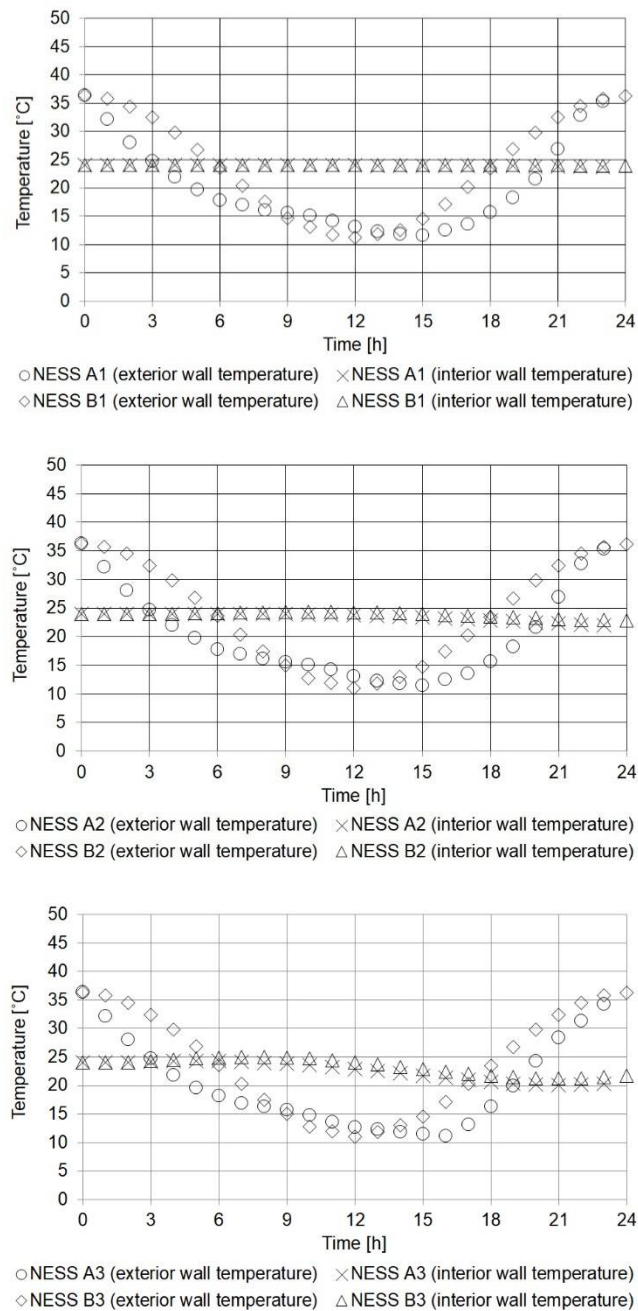 50
45
40
35
30
25
20
15
10
5
0
Temperature [°C]
0 3 6 9 12 15 18 21 24
Time [h]
○ NESS A1 (exterior wall temperature) × NESS A1 (interior wall temperature)
◇ NESS B1 (exterior wall temperature) △ NESS B1 (interior wall temperature)
50
45
40
35
30
25
20
15
10
5
0
Temperature [°C]
0 3 6 9 12 15 18 21 24
Time [h]
○ NESS A2 (exterior wall temperature) × NESS A2 (interior wall temperature)
◇ NESS B2 (exterior wall temperature) △ NESS B2 (interior wall temperature)
50
45
40
35
30
25
20
15
10
5
0
Temperature [°C]
0 3 6 9 12 15 18 21 24
Time [h]
○ NESS A3 (exterior wall temperature) × NESS A3 (interior wall temperature)
◇ NESS B3 (exterior wall temperature) △ NESS B3 (interior wall temperature)